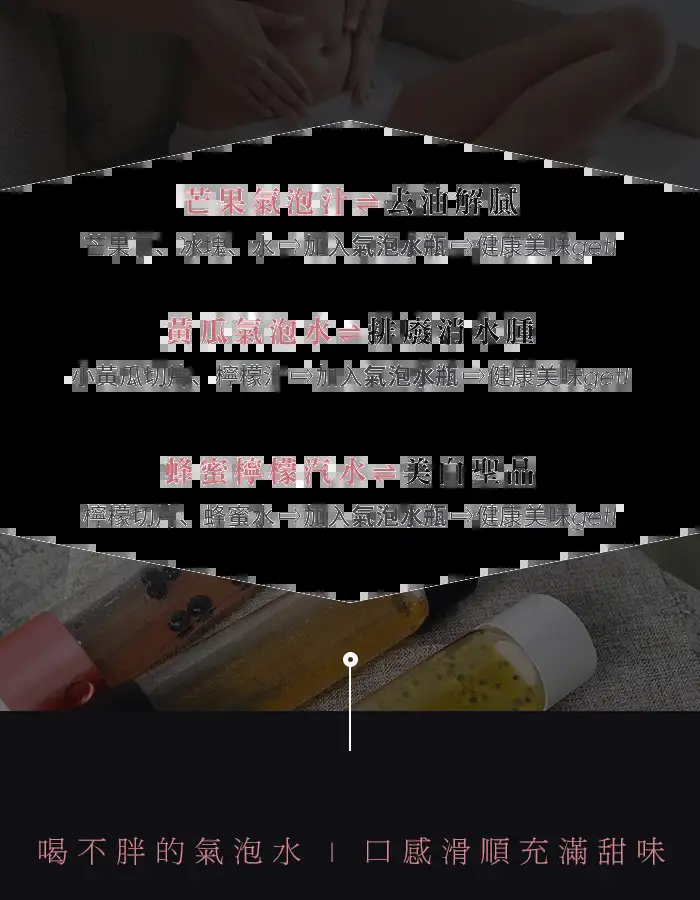 芒果氣泡汁⇌去油解膩
芒果丁、冰塊、水⇨加入氣泡水瓶⇨健康美味get!
黃瓜氣泡水⇌排廢消水腫
小黃瓜切片、檸檬汁⇨加入氣泡水瓶⇨健康美味get!
蜂蜜檸檬汽水⇌美白聖品
檸檬切片、蜂蜜水⇨加入氣泡水瓶⇨健康美味get!
喝不胖的氣泡水 | 口感滑順充滿甜味